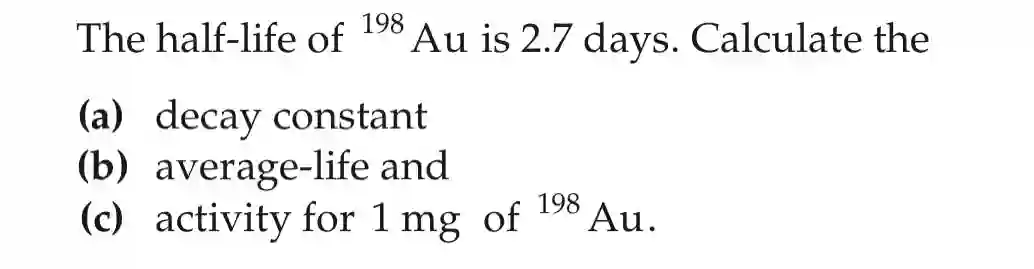 The half-life of ¹⁹⁸Au is 2.7 days. Calculate the
(a) decay constant
(b) average-life and
(c) activity for 1 mg of ¹⁹⁸Au.